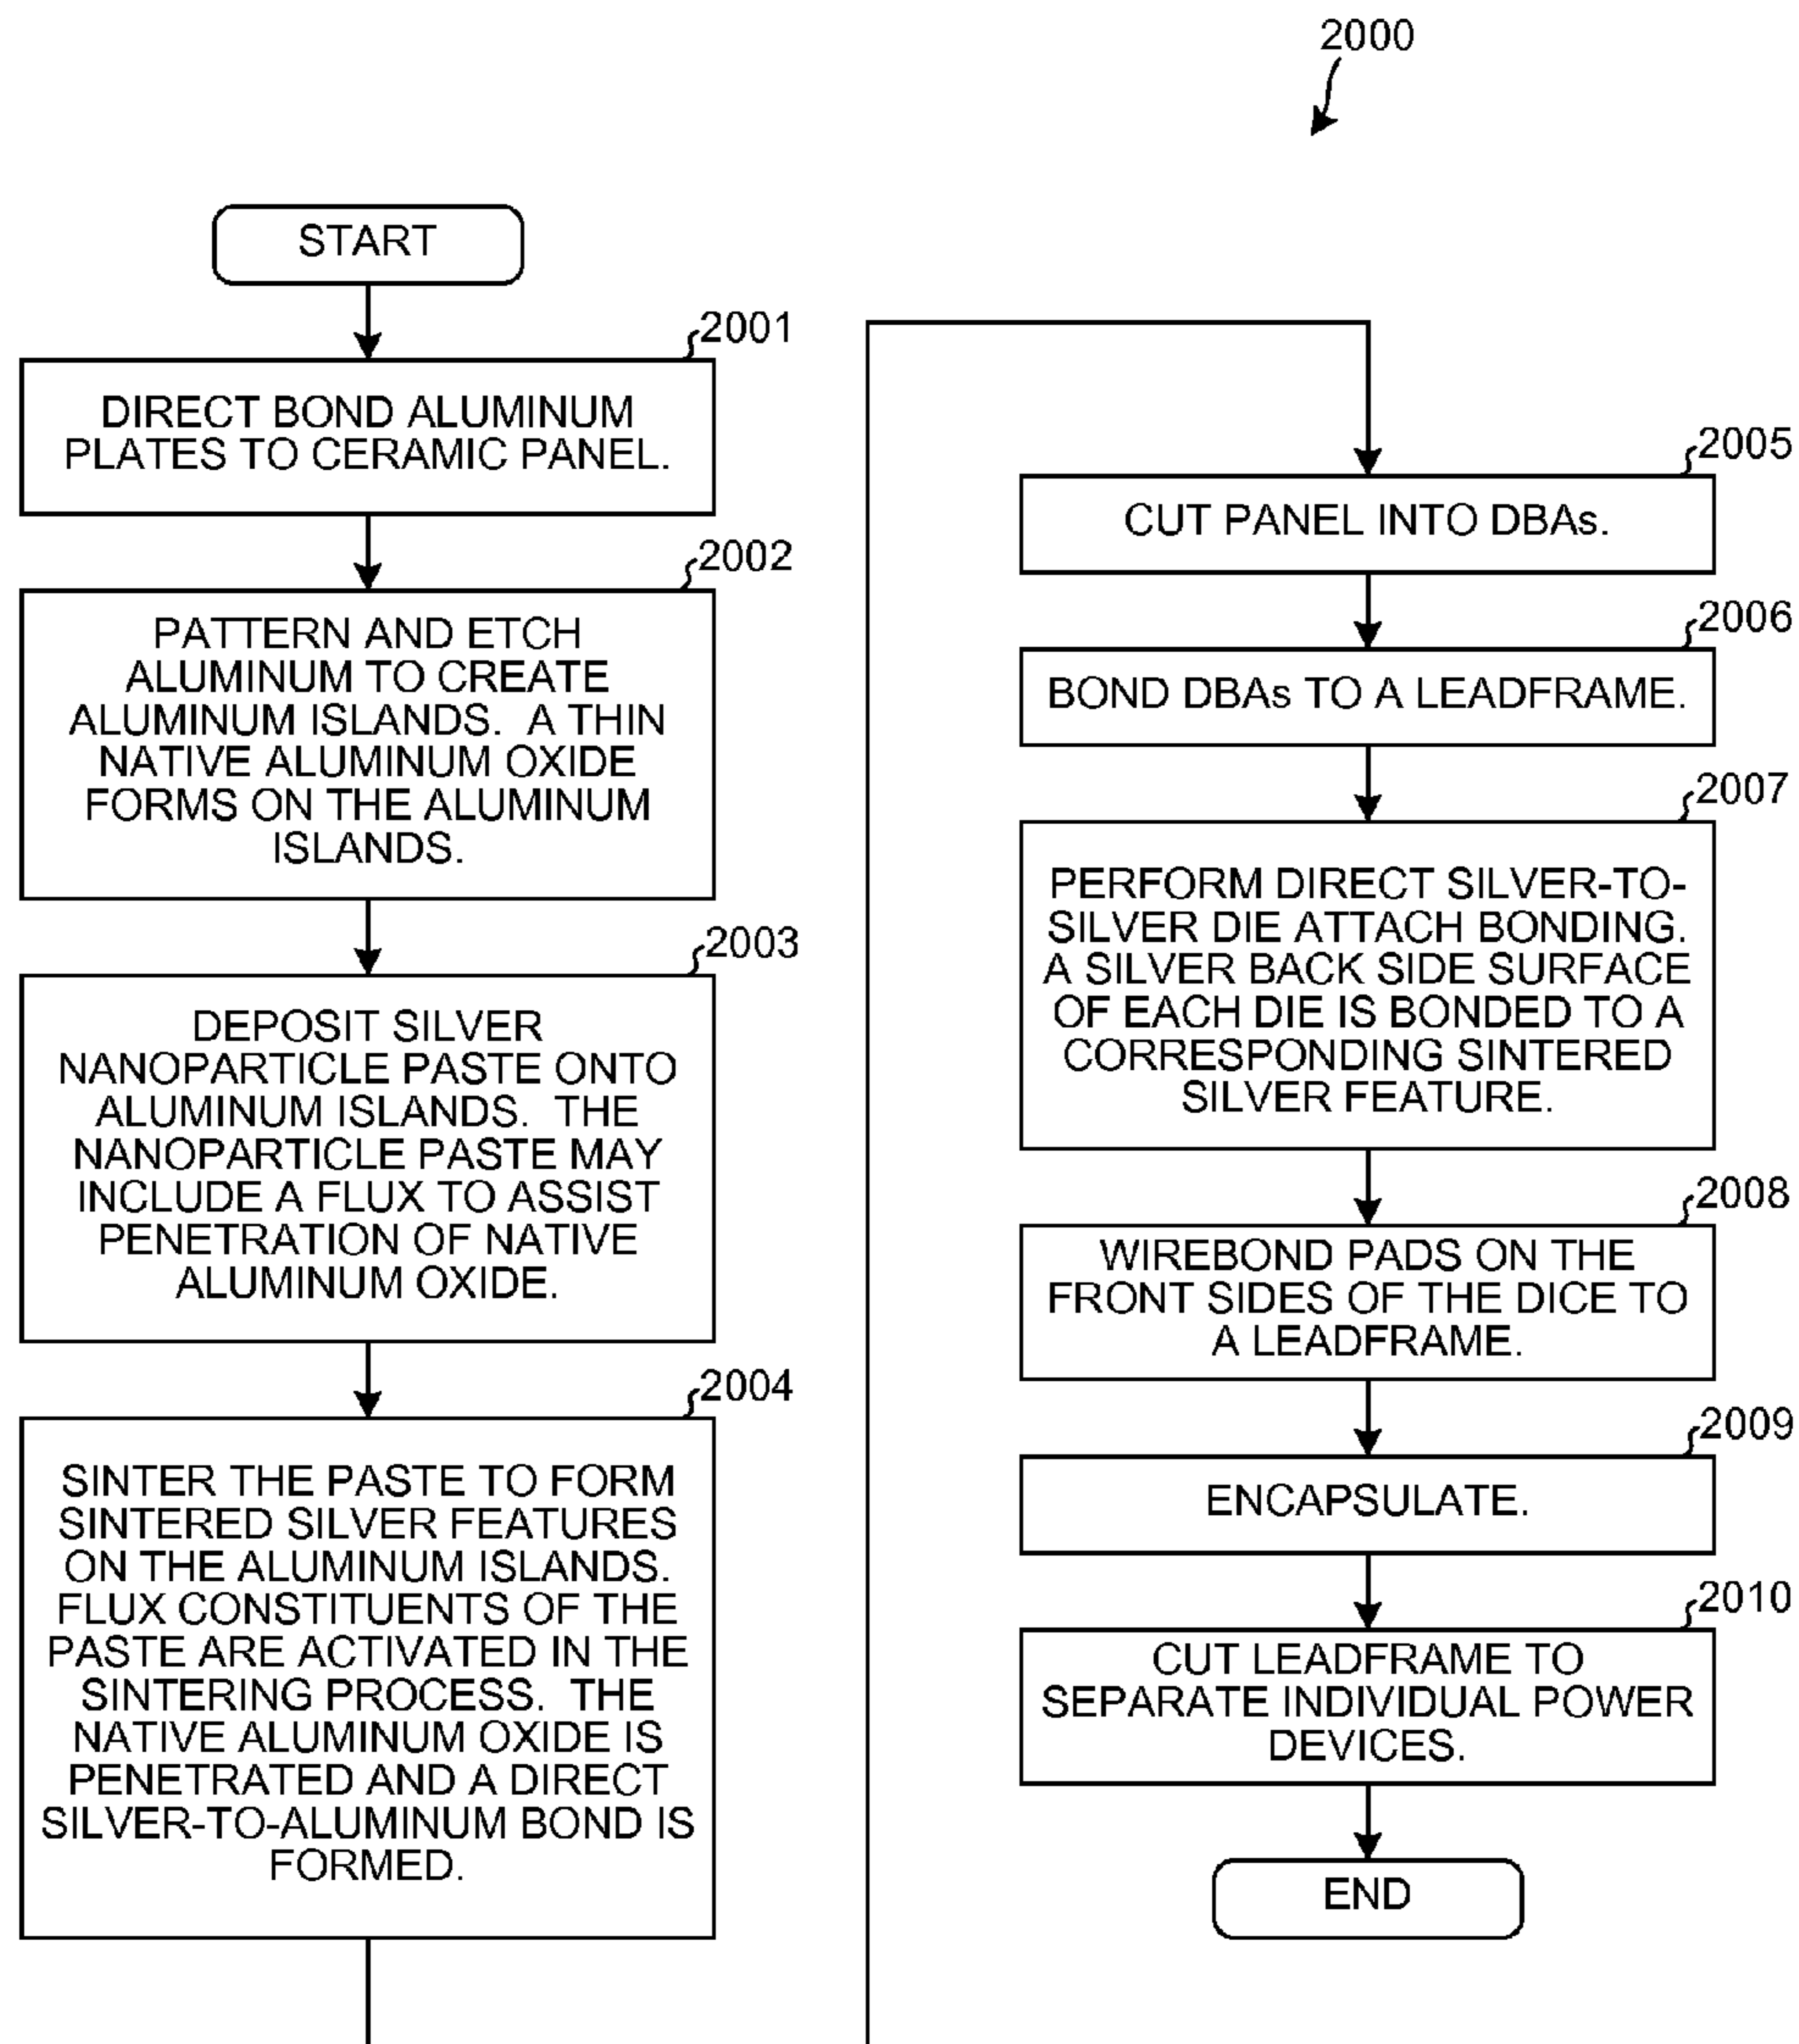 2000
START
2001
DIRECT BOND ALUMINUM
PLATES TO CERAMIC PANEL.
2002
PATTERN AND ETCH
ALUMINUM TO CREATE
ALUMINUM ISLANDS. A THIN
NATIVE ALUMINUM OXIDE
FORMS ON THE ALUMINUM
ISLANDS.
2003
DEPOSIT SILVER
NANOPARTICLE PASTE ONTO
ALUMINUM ISLANDS. THE
NANOPARTICLE PASTE MAY
INCLUDE A FLUX TO ASSIST
PENETRATION OF NATIVE
ALUMINUM OXIDE.
2004
SINTER THE PASTE TO FORM
SINTERED SILVER FEATURES
ON THE ALUMINUM ISLANDS.
FLUX CONSTITUENTS OF THE
PASTE ARE ACTIVATED IN THE
SINTERING PROCESS. THE
NATIVE ALUMINUM OXIDE IS
PENETRATED AND A DIRECT
SILVER-TO-ALUMINUM BOND IS
FORMED.
2005
CUT PANEL INTO DBAs.
2006
BOND DBAs TO A LEADFRAME.
2007
PERFORM DIRECT SILVER-TO-
SILVER DIE ATTACH BONDING.
A SILVER BACK SIDE SURFACE
OF EACH DIE IS BONDED TO A
CORRESPONDING SINTERED
SILVER FEATURE.
2008
WIREBOND PADS ON THE
FRONT SIDES OF THE DICE TO
A LEADFRAME.
2009
ENCAPSULATE.
2010
CUT LEADFRAME TO
SEPARATE INDIVIDUAL POWER
DEVICES.
END